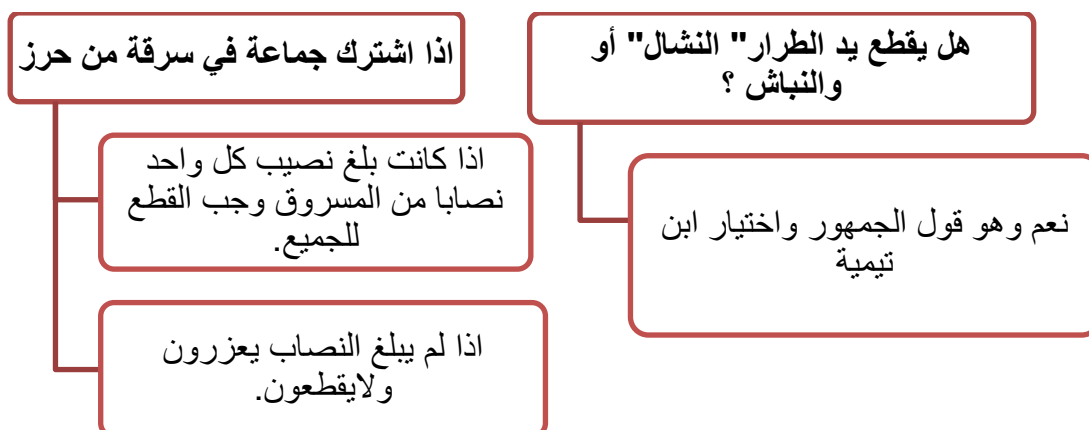 هل يقطع يد الطرار" النشال" أو
والنباش ؟
نعم وهو قول الجمهور واختيار ابن
تيمية
اذا اشترك جماعة في سرقة من حرز
اذا كانت بلغ نصيب كل واحد
نصابا من المسروق وجب القطع
للجميع.
اذا لم يبلغ النصاب يعزرون
ولايقطعون.